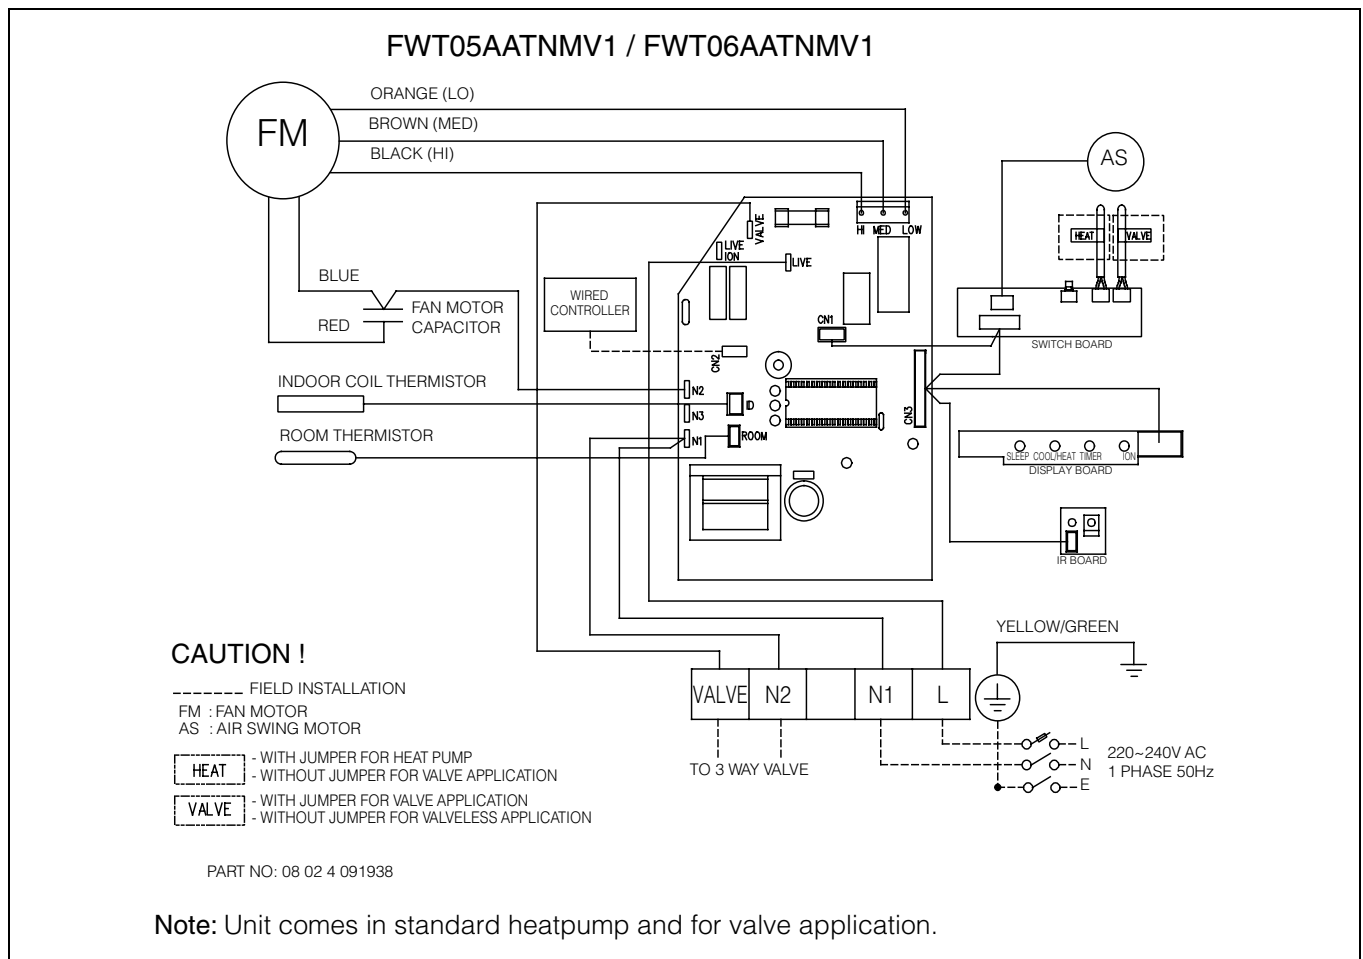 FWT05AATNMV1 / FWT06AATNMV1
FM
ORANGE (LO)
BROWN (MED)
BLACK (HI)
AS
HEAT
VALVE
VALVE
HI MED LOW
LIVE
ION
LIVE
BLUE
RED
FAN MOTOR
CAPACITOR
WIRED
CONTROLLER
CN1
CN2
SWITCH BOARD
INDOOR COIL THERMISTOR
N2
ID
N3
CN3
ROOM THERMISTOR
N1
ROOM
SLEEP COOL/HEAT TIMER ION
DISPLAY BOARD
IR BOARD
YELLOW/GREEN
VALVE N2 N1 L
TO 3 WAY VALVE
L
N
E
220~240V AC
1 PHASE 50Hz
CAUTION !
------- FIELD INSTALLATION
FM : FAN MOTOR
AS : AIR SWING MOTOR
HEAT
- WITH JUMPER FOR HEAT PUMP
- WITHOUT JUMPER FOR VALVE APPLICATION
VALVE
- WITH JUMPER FOR VALVE APPLICATION
- WITHOUT JUMPER FOR VALVELESS APPLICATION
PART NO: 08 02 4 091938
Note: Unit comes in standard heatpump and for valve application.